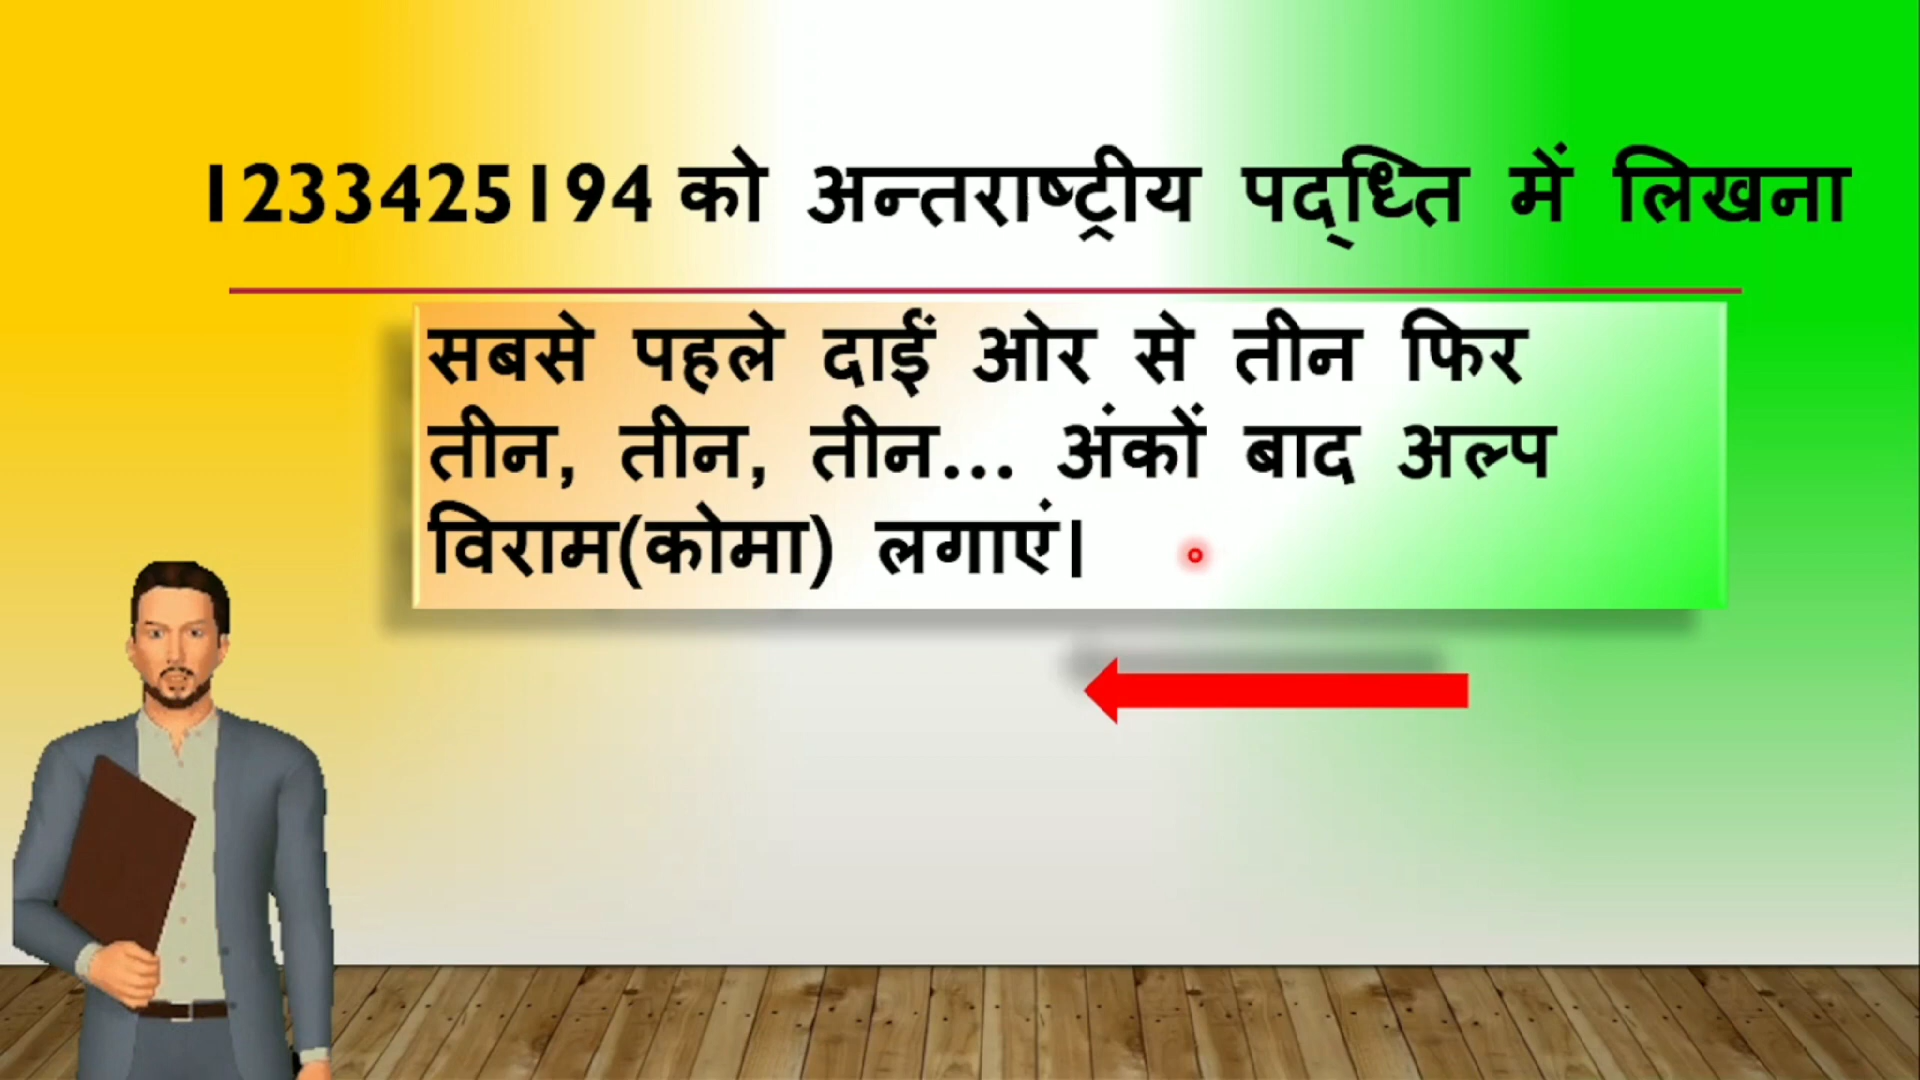 1233425194 को अन्तराष्ट्रीय पद्ध्ति में लिखना
सबसे पहले दाईं ओर से तीन फिर
तीन, तीन, तीन... अंकों बाद अल्प
विराम(कोमा) लगाएं।